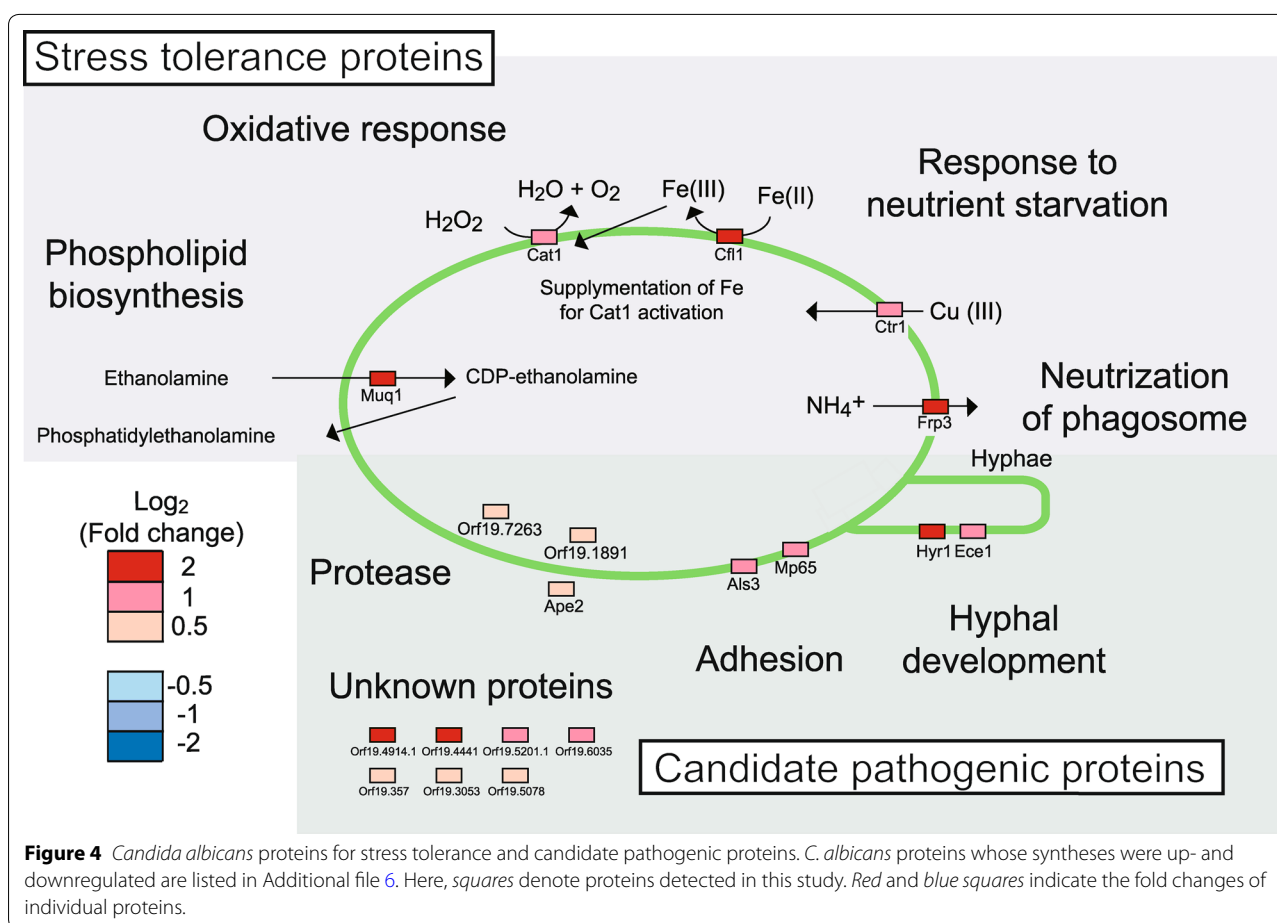 Stress tolerance proteins
Oxidative response
Response to
neutrient starvation
H₂O + O₂
Fe(III)
Fe(II)
H₂O₂
Cat1
Cfl1
Phospholipid
biosynthesis
Supplymentation of Fe
for Cat1 activation
Cu (III)
Ctr1
Ethanolamine
CDP-ethanolamine
Muq1
Neutrization
of phagosome
NH₄⁺
Frp3
Phosphatidylethanolamine
Hyphae
Log₂
(Fold change)
2
1
0.5
-0.5
-1
-2
Orf19.7263
Orf19.1891
Hyr1 Ece1
Protease
Mp65
Als3
Ape2
Hyphal
development
Adhesion
Unknown proteins
Orf19.4914.1 Orf19.4441 Orf19.5201.1 Orf19.6035
Orf19.357 Orf19.3053 Orf19.5078
Candidate pathogenic proteins
Figure 4 Candida albicans proteins for stress tolerance and candidate pathogenic proteins. C. albicans proteins whose syntheses were up- and
downregulated are listed in Additional file 6. Here, squares denote proteins detected in this study. Red and blue squares indicate the fold changes of
individual proteins.